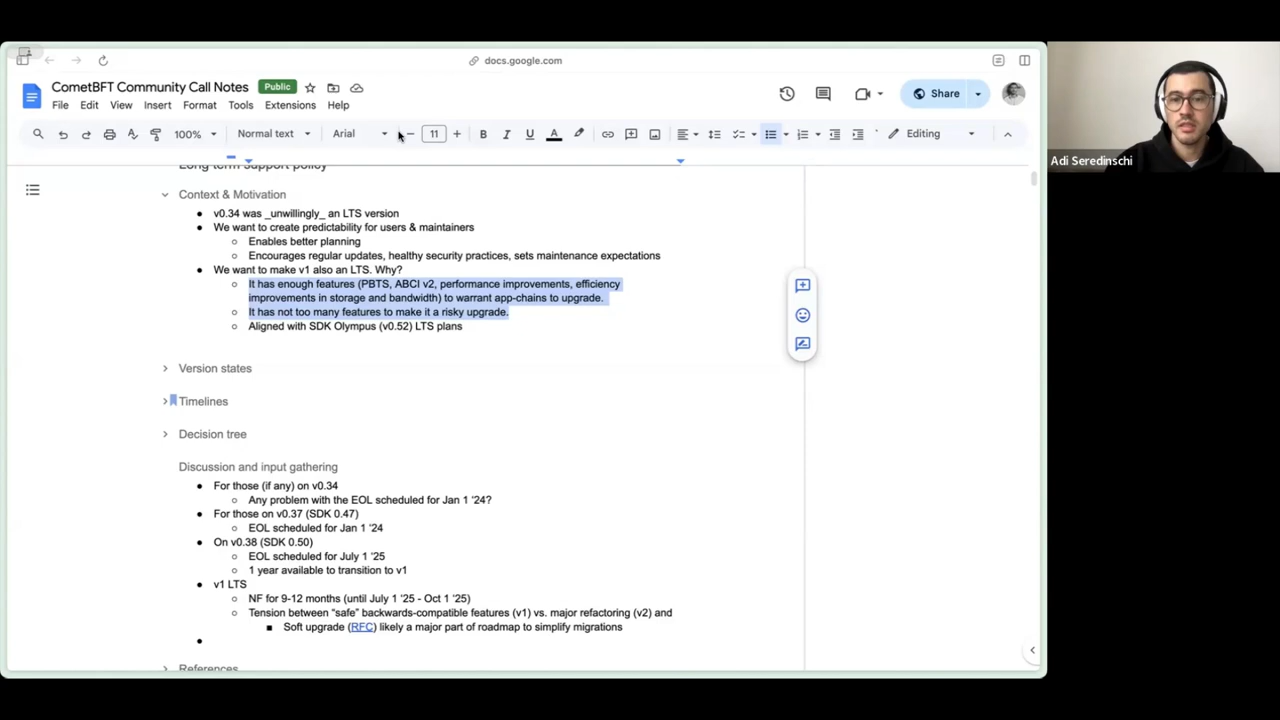 docs.google.com
CometBFT Community Call Notes Public
File Edit View Insert Format Tools Extensions Help
Share
100% Normal text Arial 11 Editing
Long term support policy
Context & Motivation
v0.34 was _unwillingly_ an LTS version
We want to create predictability for users & maintainers
Enables better planning
Encourages regular updates, healthy security practices, sets maintenance expectations
We want to make v1 also an LTS. Why?
It has enough features (PBTS, ABCI v2, performance improvements, efficiency
improvements in storage and bandwidth) to warrant app-chains to upgrade.
It has not too many features to make it a risky upgrade.
Aligned with SDK Olympus (v0.52) LTS plans
Version states
Timelines
Decision tree
Discussion and input gathering
For those (if any) on v0.34
Any problem with the EOL scheduled for Jan 1 '24?
For those on v0.37 (SDK 0.47)
EOL scheduled for Jan 1 '24
On v0.38 (SDK 0.50)
EOL scheduled for July 1 '25
1 year available to transition to v1
v1 LTS
NF for 9-12 months (until July 1 '25 - Oct 1 '25)
Tension between “safe” backwards-compatible features (v1) vs. major refactoring (v2) and
Soft upgrade (RFC) likely a major part of roadmap to simplify migrations
References
Adi Seredinschi